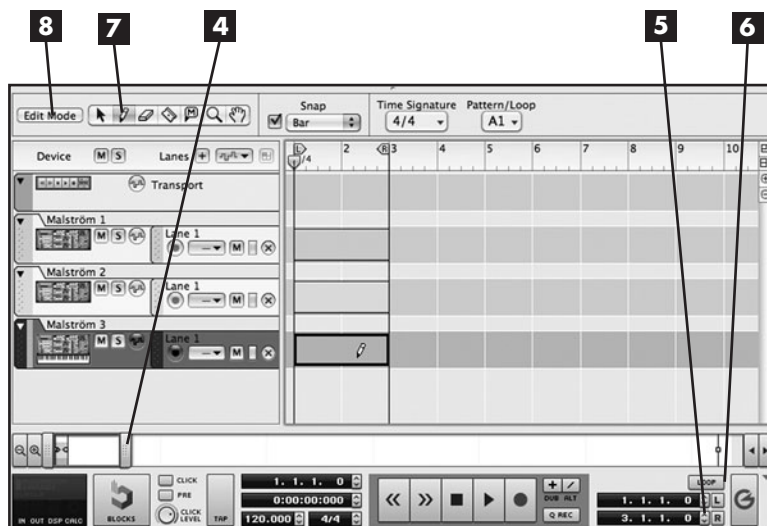 8 7 4 5 6
Edit Mode
M
Snap
Bar
Time Signature
4/4
Pattern/Loop
A1
Device M S Lanes +
L
/4
2 R 3 4 5 6 7 8 9 10
Transport
Malström 1
M S Lane 1
M
Malström 2
M S Lane 1
M
Malström 3
M S Lane 1
M
IN OUT DSP CALC
BLOCKS
CLICK
PRE
CLICK LEVEL
TAP
1. 1. 1. 0
0:00:00:000
120.000 4/4
DUB ALT
Q REC
LOOP
1. 1. 1. 0 L
3. 1. 1. 0 R